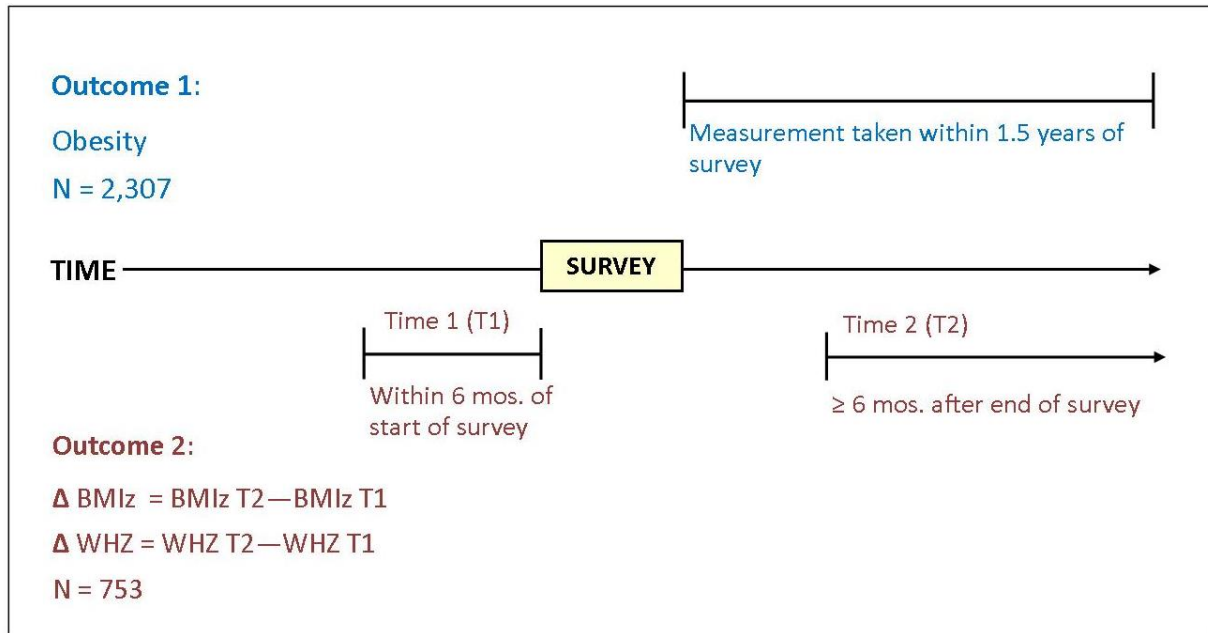 Outcome 1:
Obesity
N = 2,307
Measurement taken within 1.5 years of
survey
TIME
SURVEY
Time 1 (T1)
Within 6 mos. of
start of survey
Time 2 (T2)
≥ 6 mos. after end of survey
Outcome 2:
Δ BMIz = BMIz T2—BMIz T1
Δ WHZ = WHZ T2—WHZ T1
N = 753